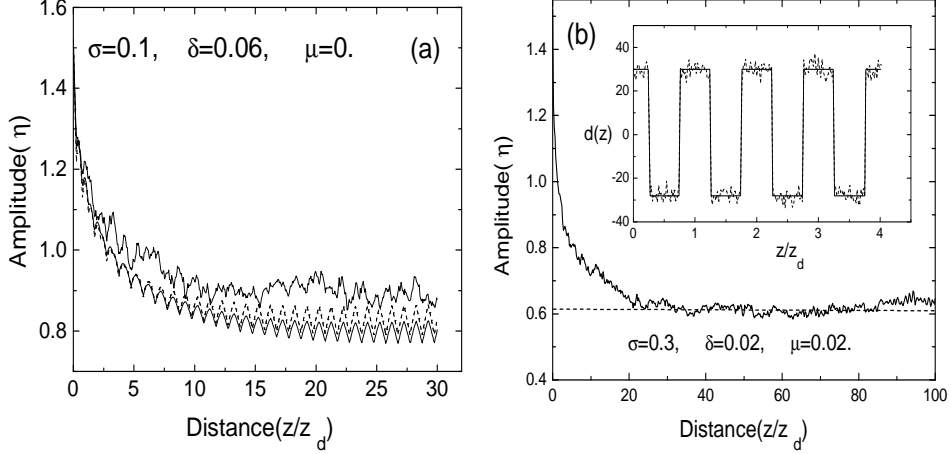 1.6
1.4
1.2
1.0
0.8
Amplitude( η)
σ=0.1, δ=0.06, μ=0. (a)
0 5 10 15 20 25 30
Distance(z/z_d)
1.4
1.2
1.0
0.8
0.6
0.4
Amplitude( η)
(b)
40
20
0
-20
-40
d(z)
0 1 2 3 4
z/z_d
σ=0.3, δ=0.02, μ=0.02.
0 20 40 60 80 100
Distance(z/z_d)